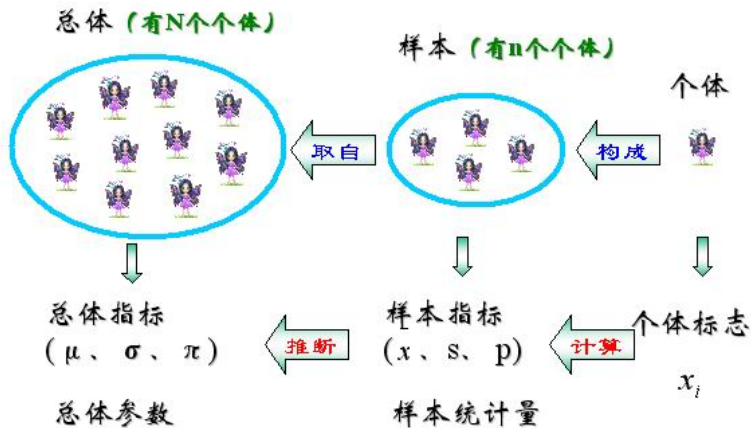 总体（有N个个体）
样本（有n个个体）
个体
取自
构成
总体指标
样本指标
个体标志
（μ、σ、π）
推断
（x̄、s、p）
计算
xᵢ
总体参数
样本统计量